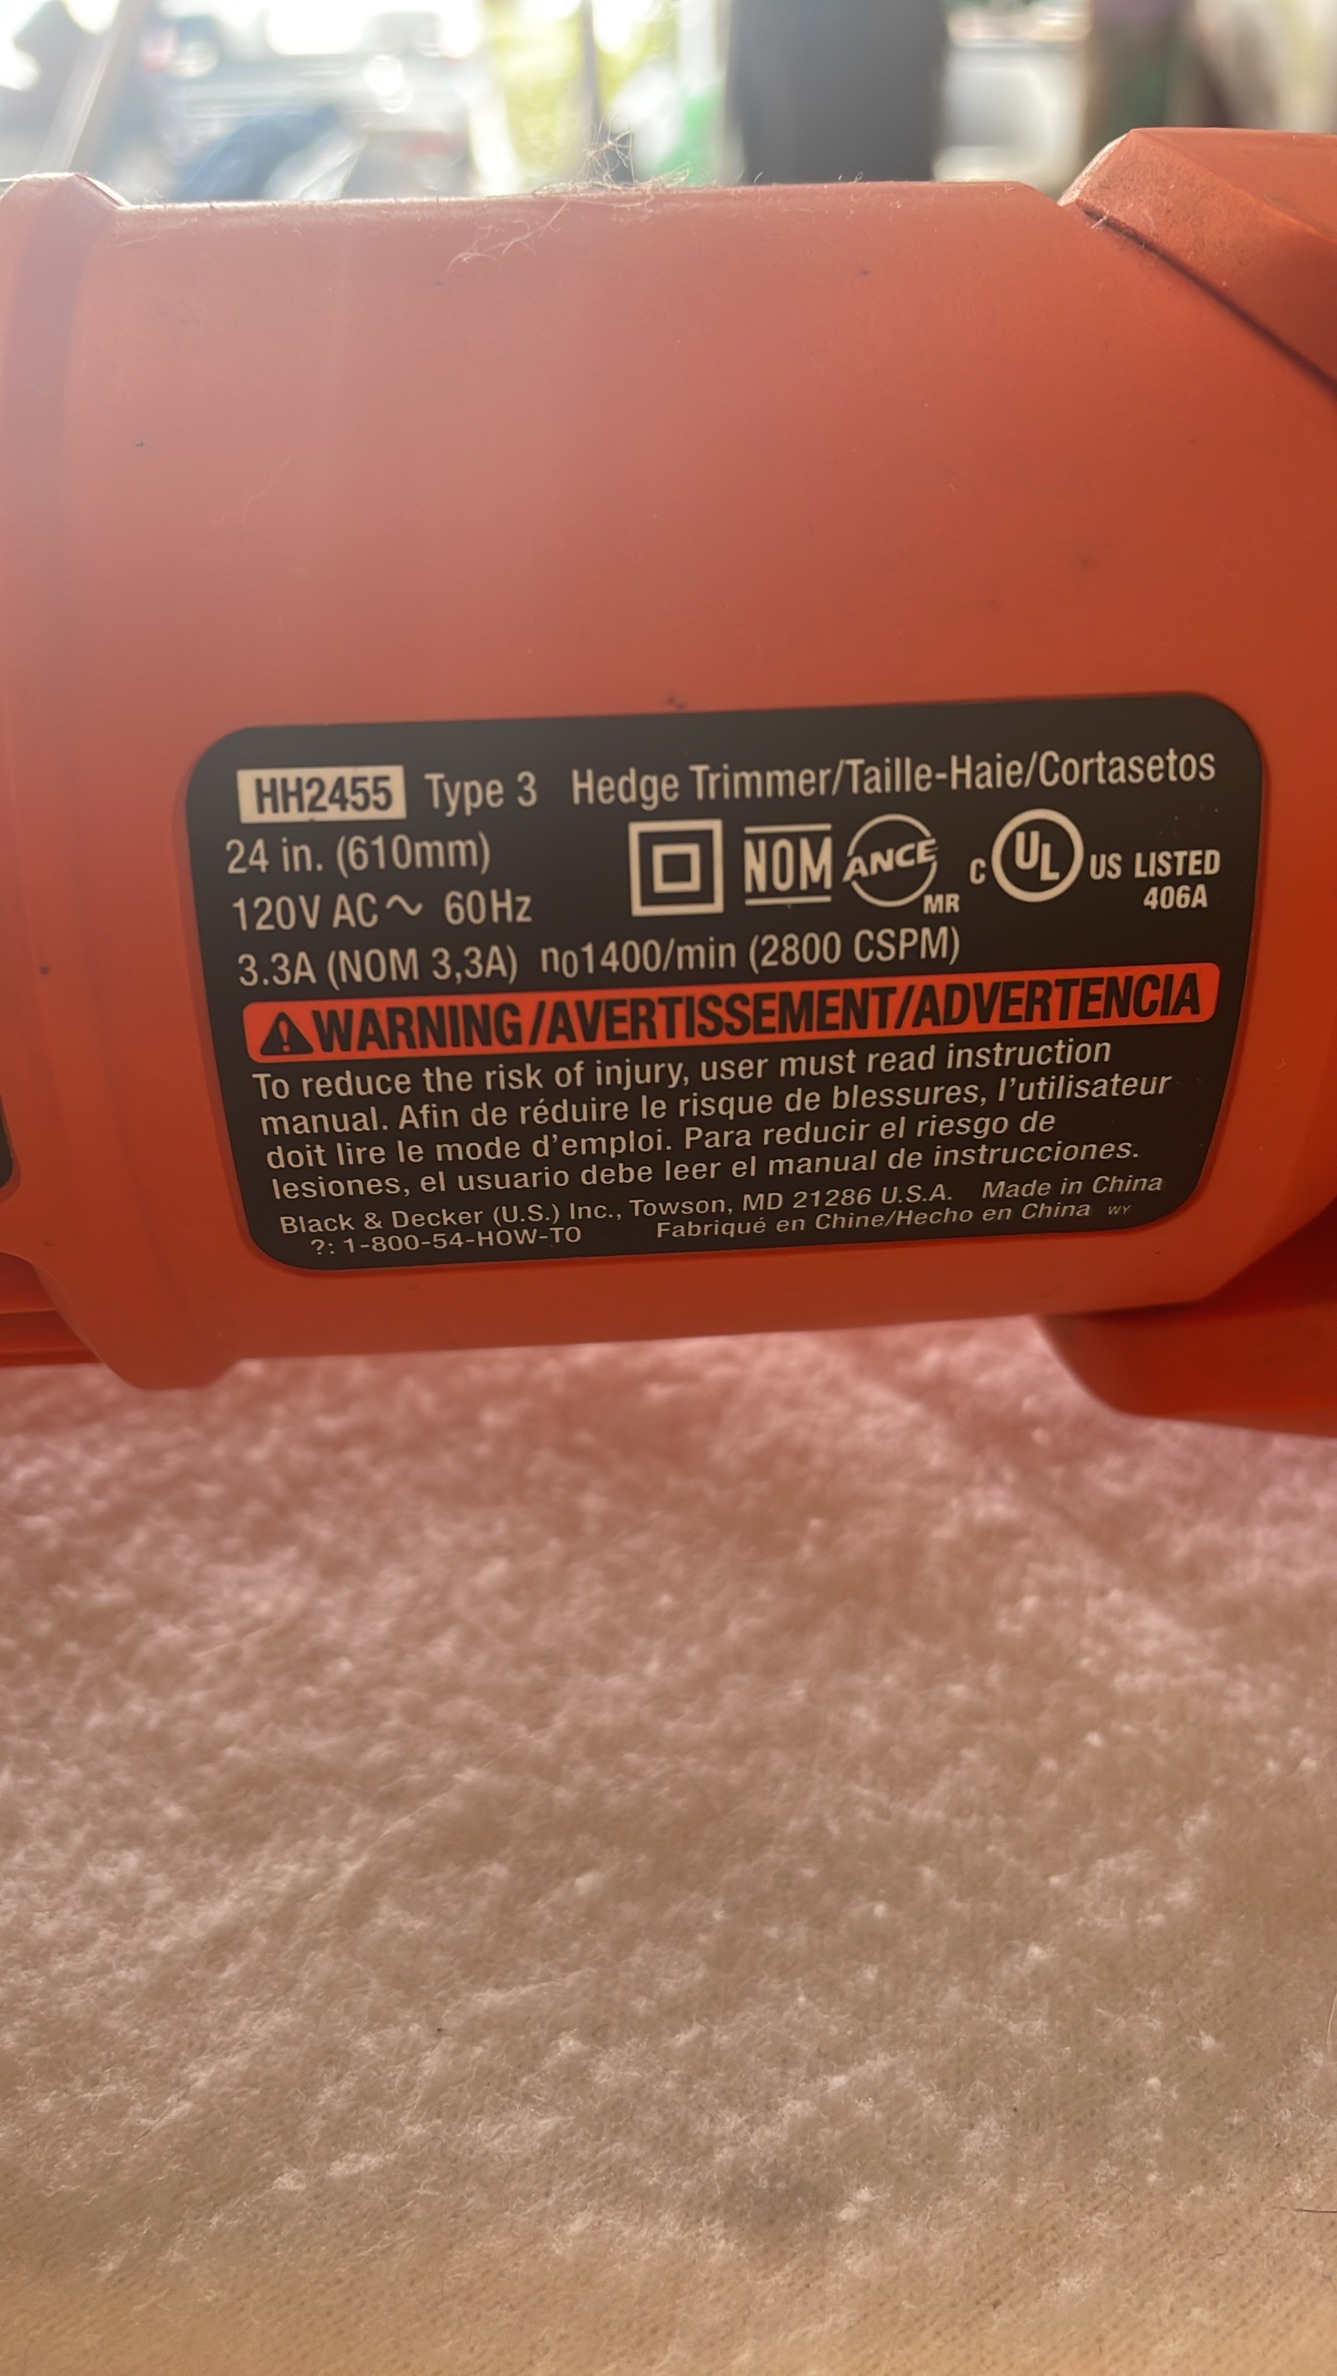 HH2455 Type 3 Hedge Trimmer/Taille-Haie/Cortasetos
24 in. (610mm)
120V AC~ 60Hz
NOM ANCE MR C UL US LISTED
406A
3.3A (NOM 3,3A) n01400/min (2800 CSPM)
WARNING/AVERTISSEMENT/ADVERTENCIA
To reduce the risk of injury, user must read instruction
manual. Afin de réduire le risque de blessures, l'utilisateur
doit lire le mode d'emploi. Para reducir el riesgo de
lesiones, el usuario debe leer el manual de instrucciones.
Black & Decker (U.S.) Inc., Towson, MD 21286 U.S.A. Made in China
?: 1-800-54-HOW-TO Fabriqué en Chine/Hecho en China WY